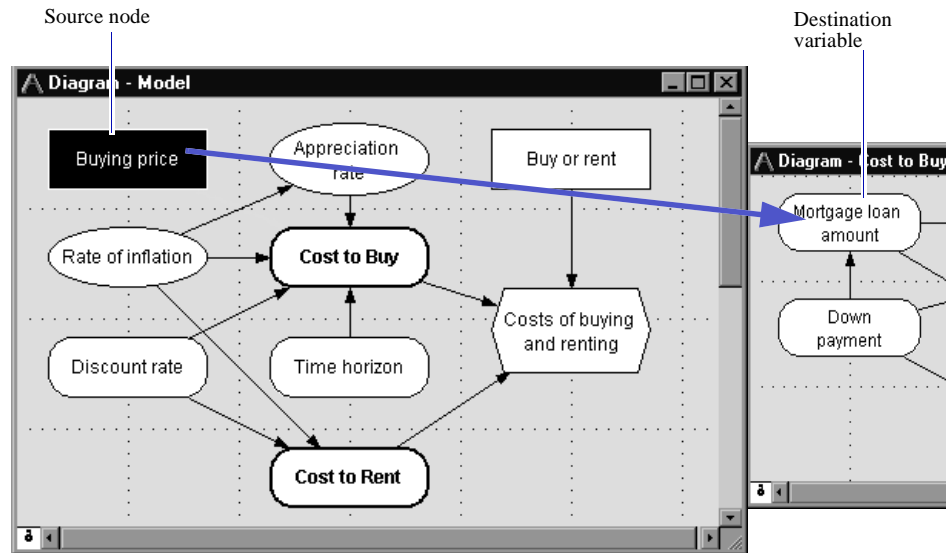 Source node
Destination
variable
Diagram - Model
Buying price
Appreciation
rate
Buy or rent
Diagram - Cost to Buy
Mortgage loan
amount
Rate of inflation
Cost to Buy
Costs of buying
and renting
Down
payment
Discount rate
Time horizon
Cost to Rent